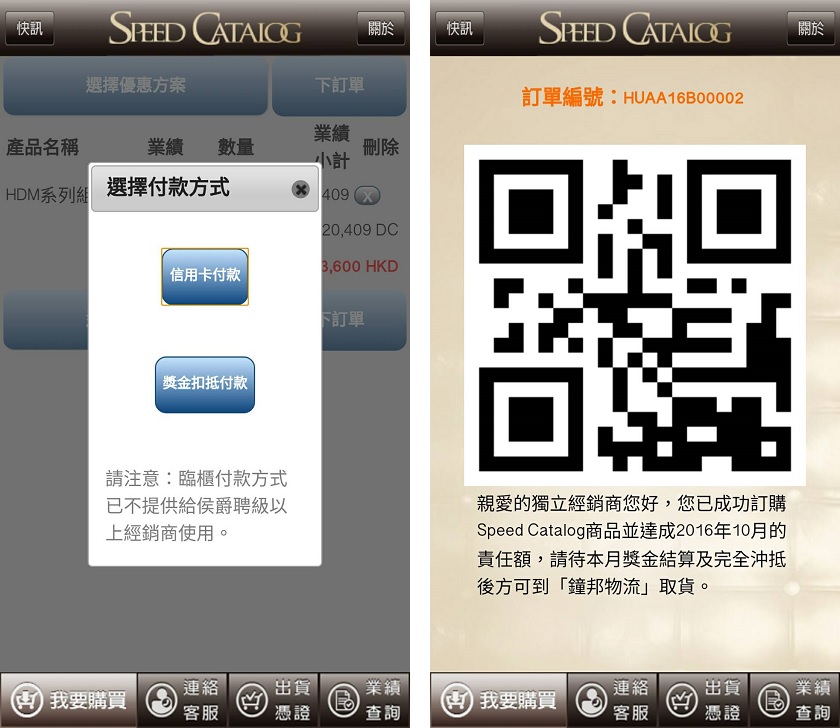 快訊
SPEED CATALOG
關於
選擇優惠方案
下訂單
產品名稱
業績
數量
業績
小計
刪除
HDM系列組
409
X
20,409 DC
3,600 HKD
下訂單
選擇付款方式
信用卡付款
獎金扣抵付款
請注意：臨櫃付款方式
已不提供給侯爵聘級以
上經銷商使用。
我要購買
連絡
客服
出貨
憑證
業績
查詢
快訊
SPEED CATALOG
關於
訂單編號：HUAA16B00002
親愛的獨立經銷商您好，您已成功訂購
Speed Catalog商品並達成2016年10月的
責任額，請待本月獎金結算及完全沖抵
後方可到「鐘邦物流」取貨。
我要購買
連絡
客服
出貨
憑證
業績
查詢